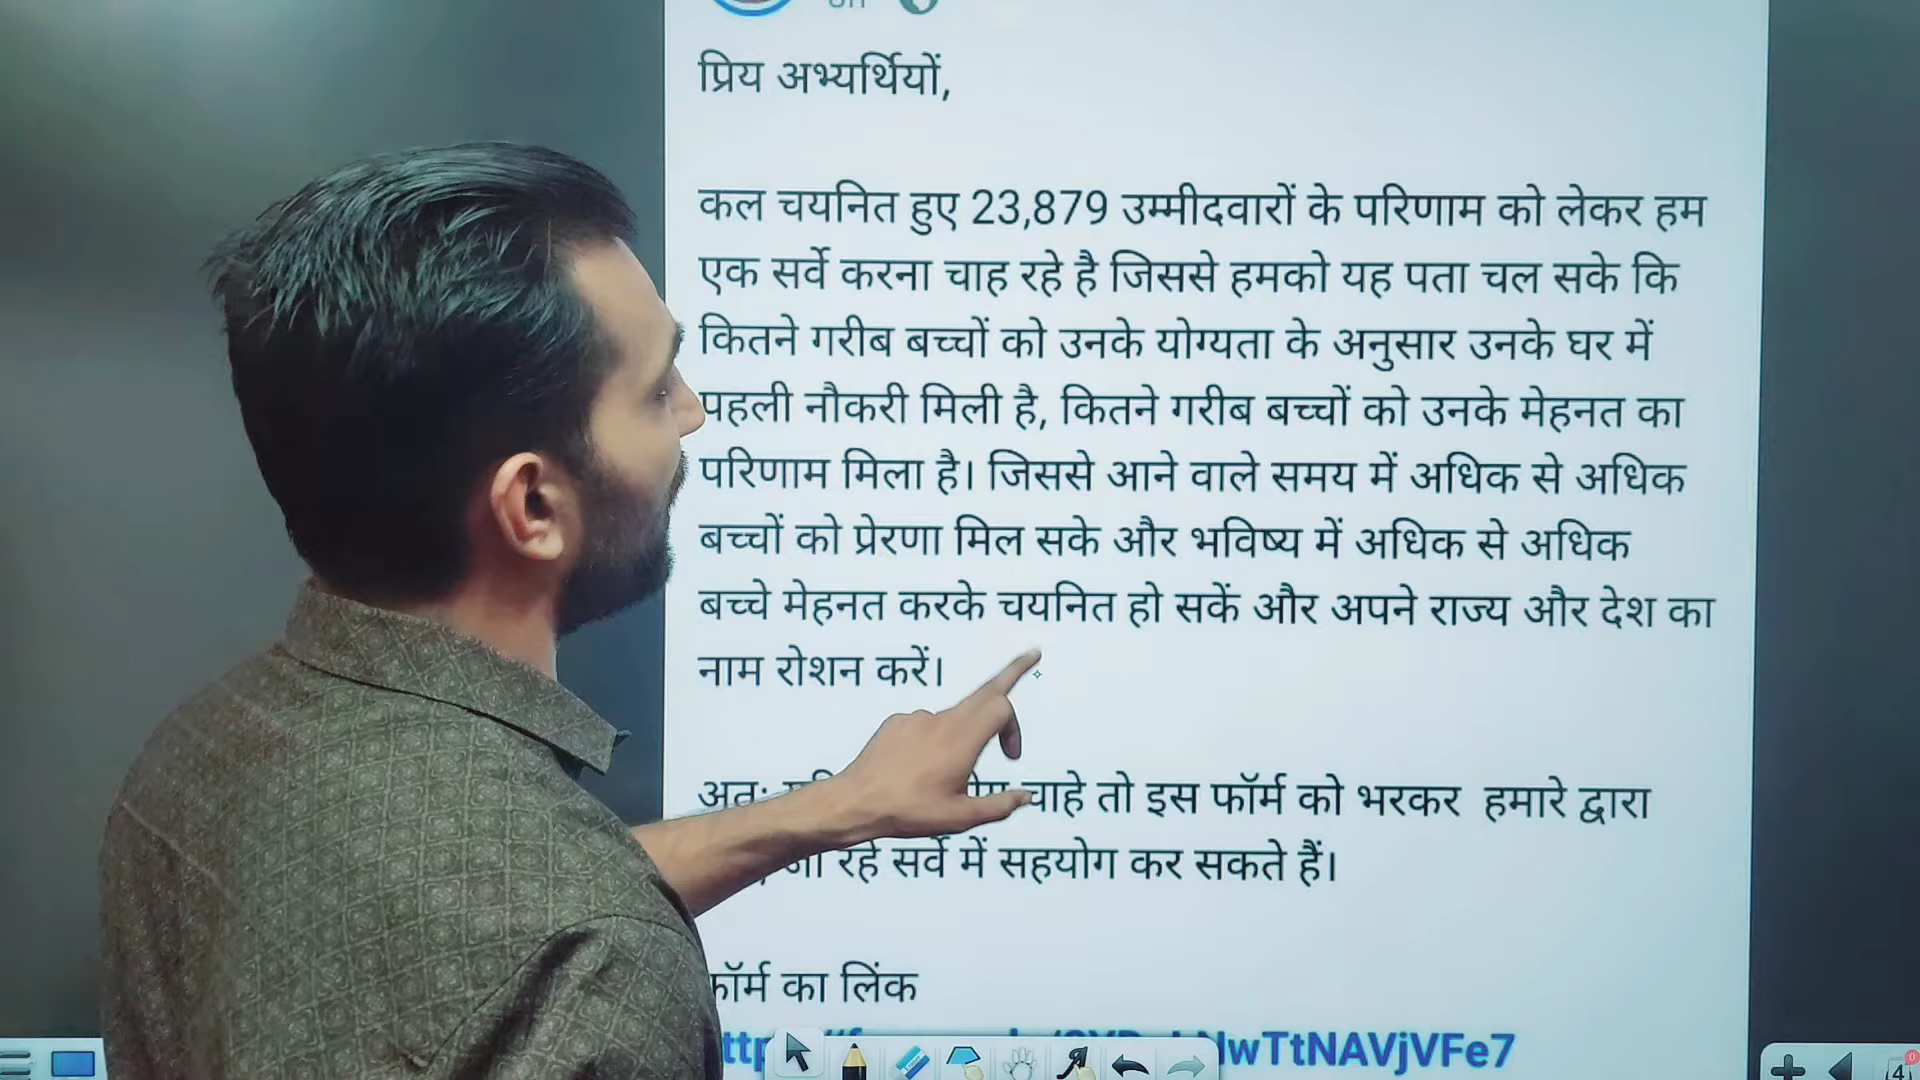 प्रिय अभ्यर्थियों,
कल चयनित हुए 23,879 उम्मीदवारों के परिणाम को लेकर हम
एक सर्वे करना चाह रहे है जिससे हमको यह पता चल सके कि
कितने गरीब बच्चों को उनके योग्यता के अनुसार उनके घर में
पहली नौकरी मिली है, कितने गरीब बच्चों को उनके मेहनत का
परिणाम मिला है। जिससे आने वाले समय में अधिक से अधिक
बच्चों को प्रेरणा मिल सके और भविष्य में अधिक से अधिक
बच्चे मेहनत करके चयनित हो सकें और अपने राज्य और देश का
नाम रोशन करें।
अतः चाहे तो इस फॉर्म को भरकर हमारे द्वारा
जा रहे सर्वे में सहयोग कर सकते हैं।
फॉर्म का लिंक
wTtNAVjVFe7